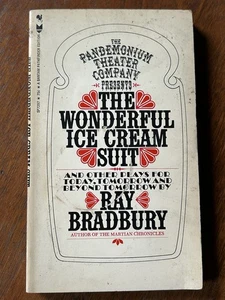 THE
PANDEMONIUM
THEATER
COMPANY
PRESENTS
THE
WONDERFUL
ICE CREAM
SUIT
AND OTHER PLAYS FOR
TODAY, TOMORROW AND
BEYOND TOMORROW BY
RAY
BRADBURY
AUTHOR OF THE MARTIAN CHRONICLES